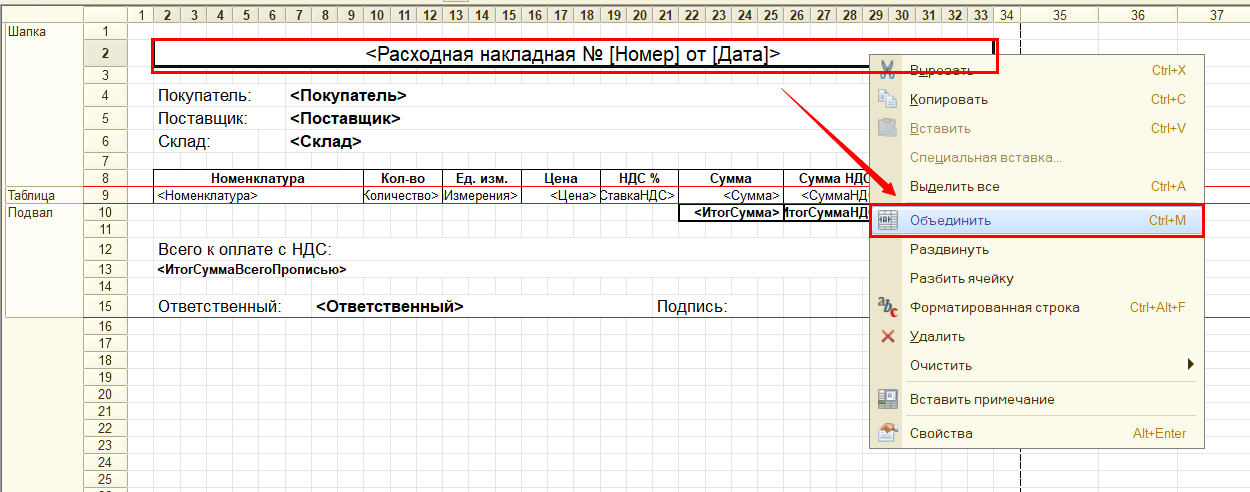 1 2 3 4 5 6 7 8 9 10 11 12 13 14 15 16 17 18 19 20 21 22 23 24 25 26 27 28 29 30 31 32 33 34 35 36 37
Шапка 1
2 <Расходная накладная № [Номер] от [Дата]>
3
4 Покупатель: <Покупатель>
5 Поставщик: <Поставщик>
6 Склад: <Склад>
7
8 Номенклатура Кол-во Ед. изм. Цена НДС % Сумма Сумма НДС
Таблица 9 <Номенклатура> Количество> Измерения> <Цена> СтавкаНДС> <Сумма> <СуммаНДС
Подвал 10 <ИтогСумма> ИтогСуммаНДС
11
12 Всего к оплате с НДС:
13 <ИтогСуммаВсегоПрописью>
14
15 Ответственный: <Ответственный> Подпись:
16
17
18
19
20
21
22
23
24
25
Вырезать Ctrl+X
Копировать Ctrl+C
Вставить Ctrl+V
Специальная вставка...
Выделить все Ctrl+A
Объединить Ctrl+M
Раздвинуть
Разбить ячейку
Форматированная строка Ctrl+Alt+F
Удалить
Очистить
Вставить примечание
Свойства Alt+Enter